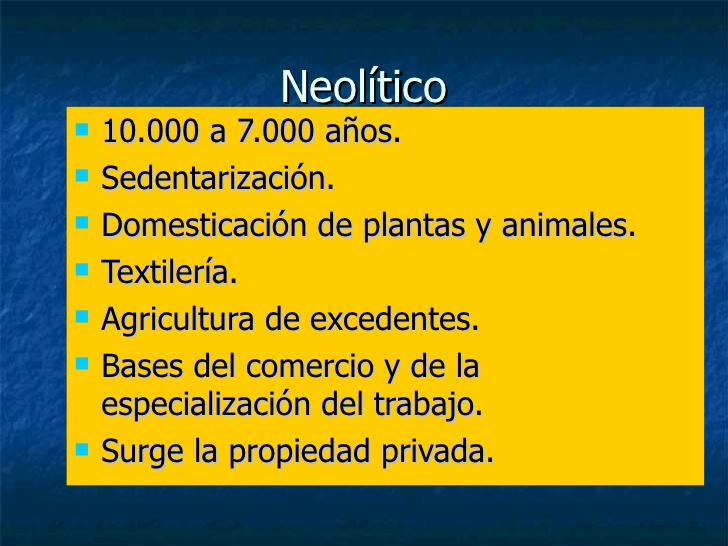 Neolítico
10.000 a 7.000 años.
Sedentarización.
Domesticación de plantas y animales.
Textilería.
Agricultura de excedentes.
Bases del comercio y de la
especialización del trabajo.
Surge la propiedad privada.